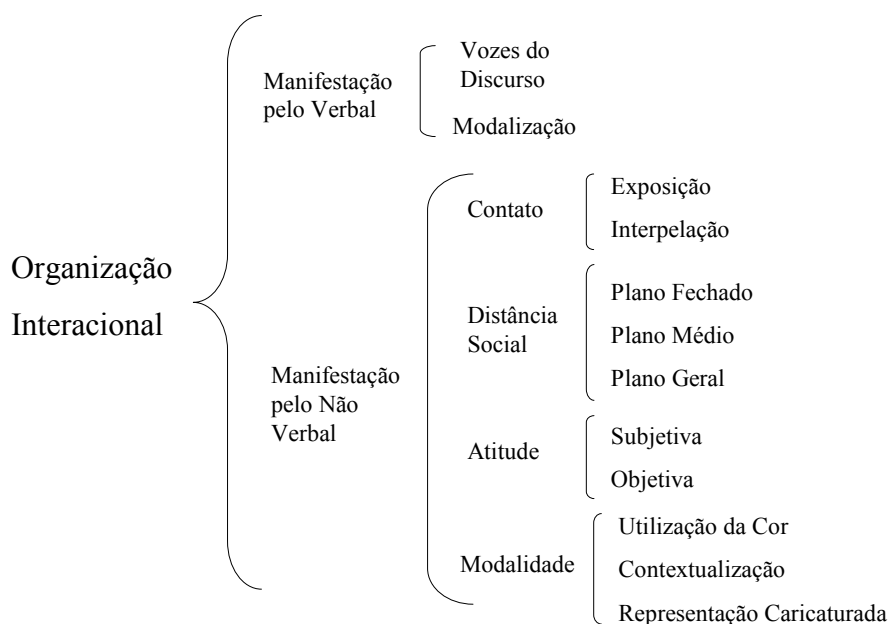 Organização
Interacional
Manifestação
pelo Verbal
Vozes do
Discurso
Modalização
Manifestação
pelo Não
Verbal
Contato
Exposição
Interpelação
Distância
Social
Plano Fechado
Plano Médio
Plano Geral
Atitude
Subjetiva
Objetiva
Modalidade
Utilização da Cor
Contextualização
Representação Caricaturada